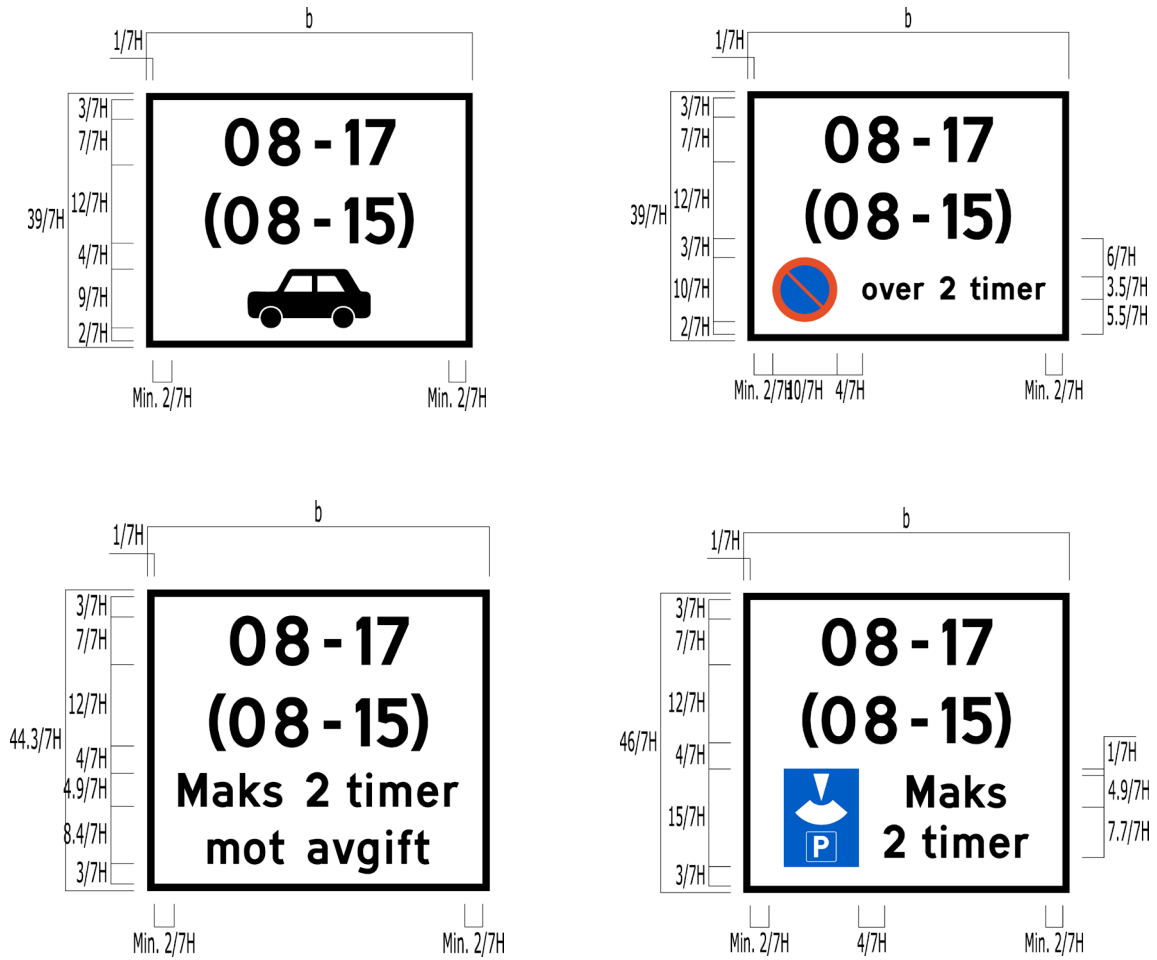 b
1/7H
3/7H
7/7H
12/7H
39/7H
4/7H
9/7H
2/7H
08-17
(08-15)
Min. 2/7H
Min. 2/7H
b
1/7H
3/7H
7/7H
12/7H
39/7H
3/7H
10/7H
2/7H
08-17
(08-15)
over 2 timer
6/7H
3.5/7H
5.5/7H
Min. 2/7H
10/7H
4/7H
Min. 2/7H
b
1/7H
3/7H
7/7H
12/7H
44.3/7H
4/7H
4.9/7H
8.4/7H
3/7H
08-17
(08-15)
Maks 2 timer
mot avgift
Min. 2/7H
Min. 2/7H
b
1/7H
3/7H
7/7H
12/7H
46/7H
4/7H
15/7H
3/7H
08-17
(08-15)
P
Maks
2 timer
1/7H
4.9/7H
7.7/7H
Min. 2/7H
4/7H
Min. 2/7H